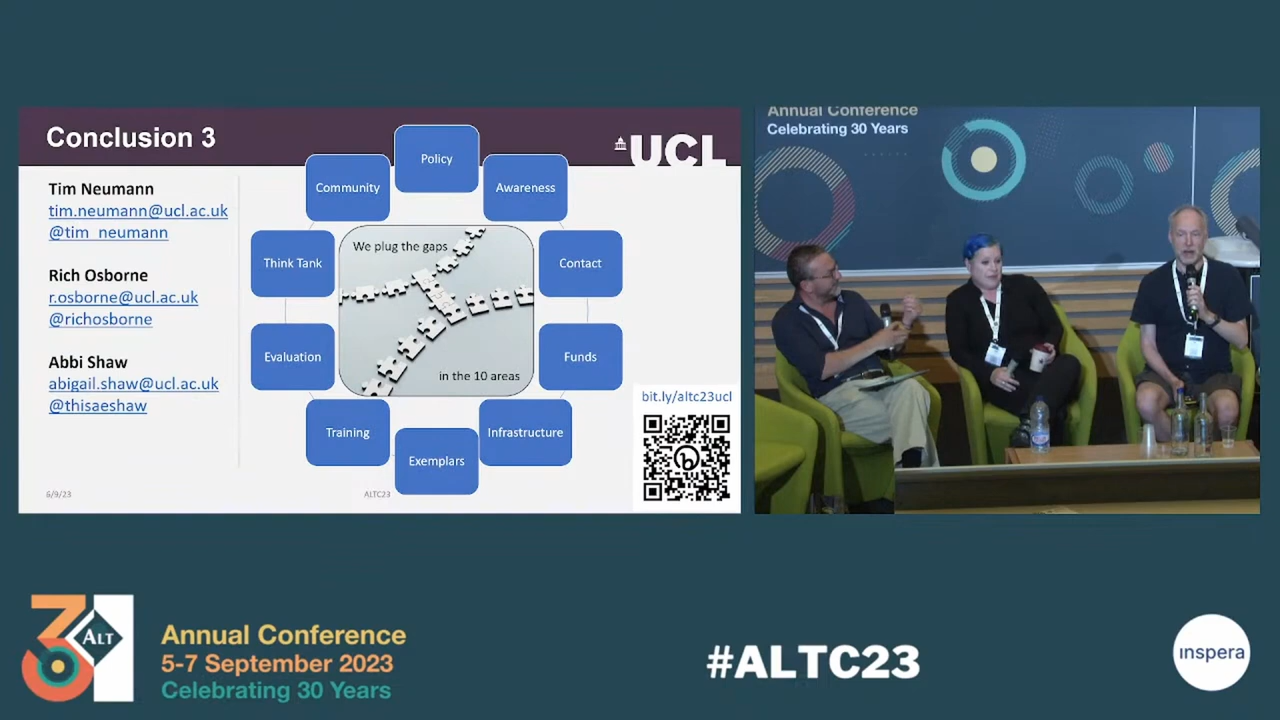 Conclusion 3
UCL
Tim Neumann
tim.neumann@ucl.ac.uk
@tim_neumann
Rich Osborne
r.osborne@ucl.ac.uk
@richosborne
Abbi Shaw
abigail.shaw@ucl.ac.uk
@thisaeshaw
Policy
Awareness
Contact
Funds
Infrastructure
Exemplars
Training
Evaluation
Think Tank
Community
We plug the gaps
in the 10 areas
bit.ly/altc23ucl
6/9/23
ALTC23
Annual Conference
Celebrating 30 Years
30
ALT
Annual Conference
5-7 September 2023
Celebrating 30 Years
#ALTC23
inspera